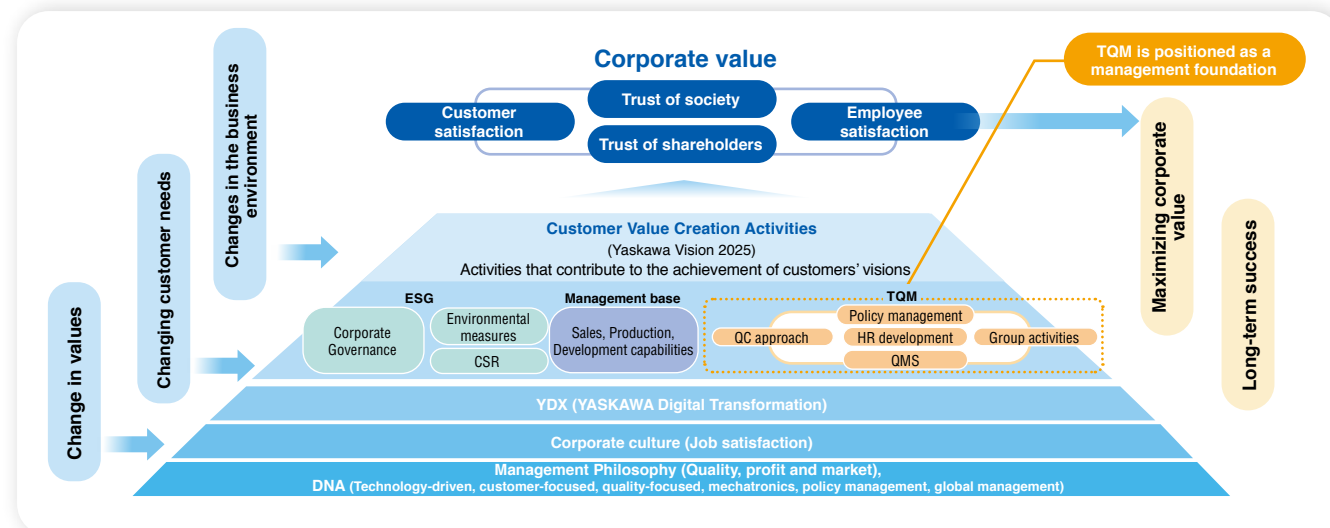 Changes in the business
environment
Changing customer needs
Change in values
Corporate value
Trust of society
Customer
satisfaction
Employee
satisfaction
Trust of shareholders
TQM is positioned as a
management foundation
Maximizing corporate
value
Long-term success
Customer Value Creation Activities
(Yaskawa Vision 2025)
Activities that contribute to the achievement of customers’ visions
ESG
Corporate
Governance
Environmental
measures
CSR
Management base
Sales, Production,
Development capabilities
TQM
Policy management
QC approach
HR development
Group activities
QMS
YDX (YASKAWA Digital Transformation)
Corporate culture (Job satisfaction)
Management Philosophy (Quality, profit and market),
DNA (Technology-driven, customer-focused, quality-focused, mechatronics, policy management, global management)